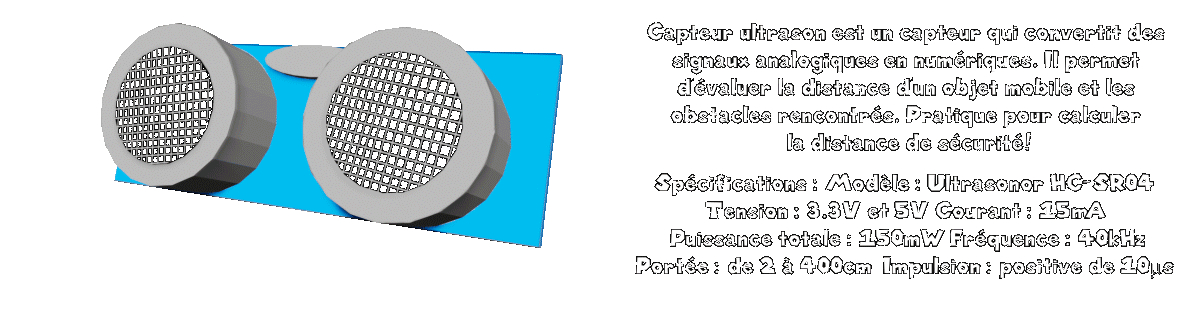 Capteur ultrason est un capteur qui convertit des
signaux analogiques en numériques. Il permet
d'évaluer la distance d'un objet mobile et les
obstacles rencontrés. Pratique pour calculer
la distance de sécurité!
Spécifications : Modèle : Ultrasonor HC-SR04
Tension : 3.3V et 5V Courant : 15mA
Puissance totale : 150mW Fréquence : 40kHz
Portée : de 2 à 400cm Impulsion : positive de 10µs